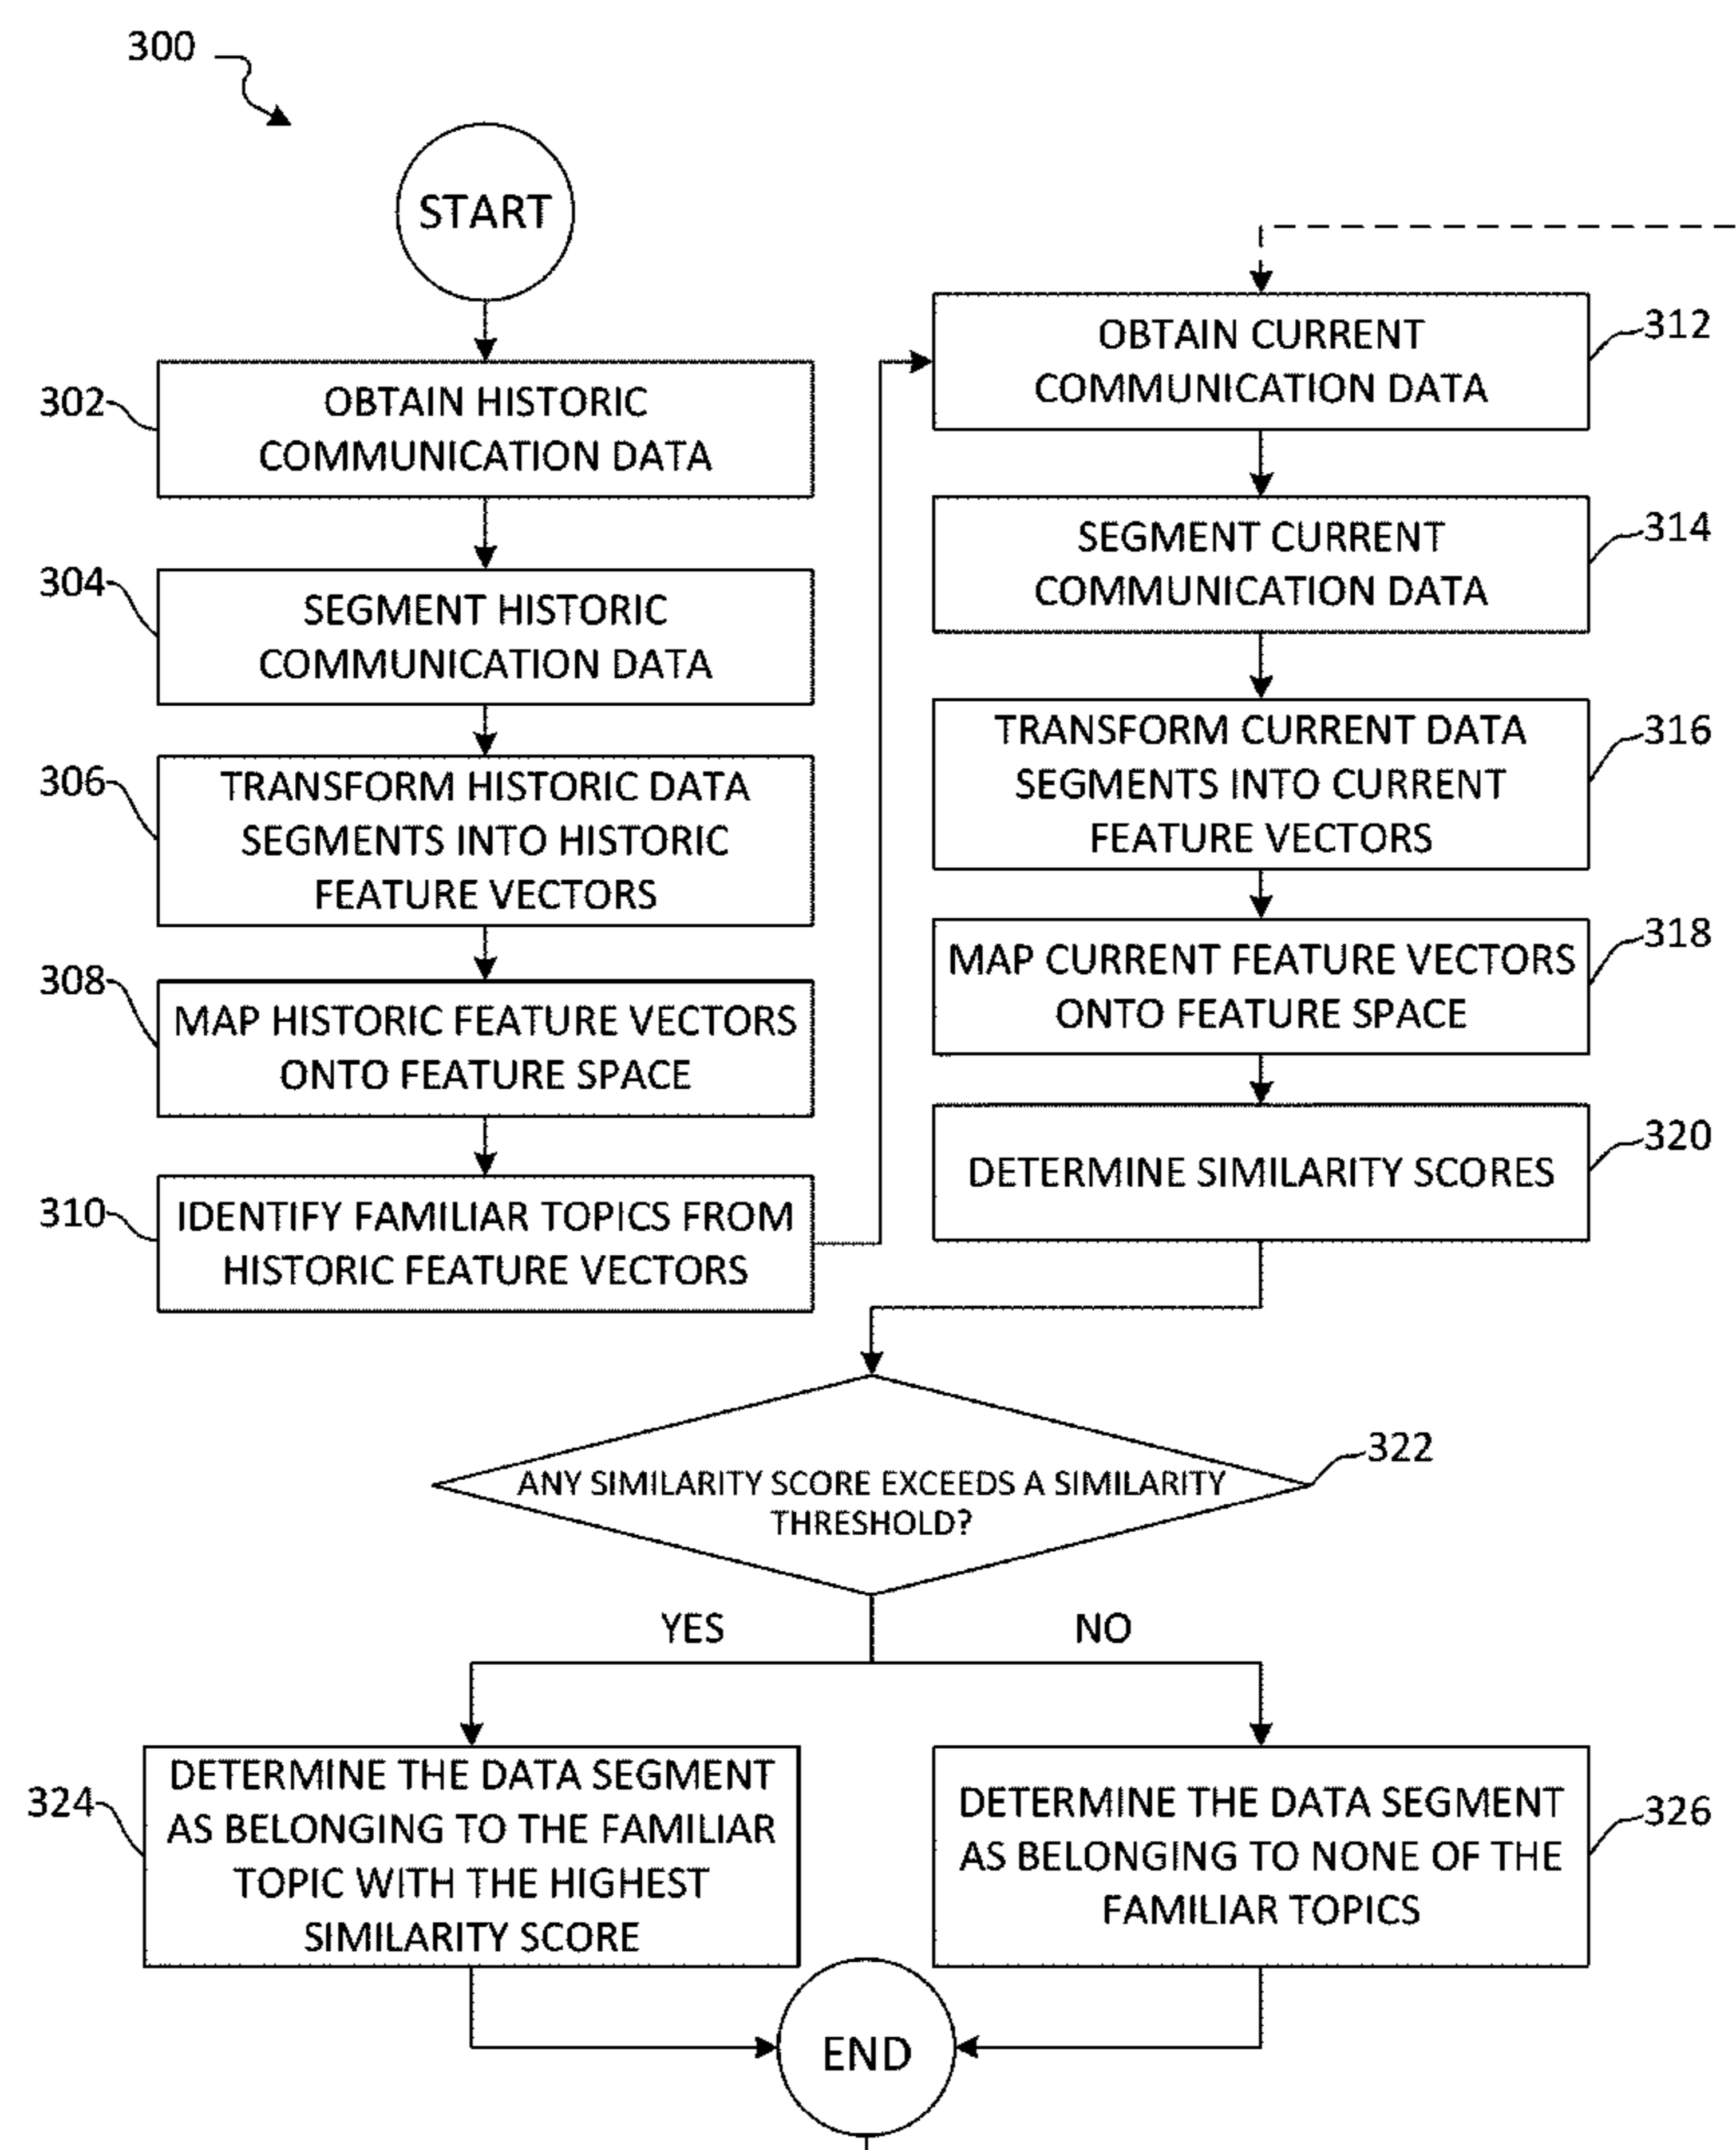 300
START
302
OBTAIN HISTORIC
COMMUNICATION DATA
304
SEGMENT HISTORIC
COMMUNICATION DATA
306
TRANSFORM HISTORIC DATA
SEGMENTS INTO HISTORIC
FEATURE VECTORS
308
MAP HISTORIC FEATURE VECTORS
ONTO FEATURE SPACE
310
IDENTIFY FAMILIAR TOPICS FROM
HISTORIC FEATURE VECTORS
312
OBTAIN CURRENT
COMMUNICATION DATA
314
SEGMENT CURRENT
COMMUNICATION DATA
316
TRANSFORM CURRENT DATA
SEGMENTS INTO CURRENT
FEATURE VECTORS
318
MAP CURRENT FEATURE VECTORS
ONTO FEATURE SPACE
320
DETERMINE SIMILARITY SCORES
322
ANY SIMILARITY SCORE EXCEEDS A SIMILARITY
THRESHOLD?
YES
NO
324
DETERMINE THE DATA SEGMENT
AS BELONGING TO THE FAMILIAR
TOPIC WITH THE HIGHEST
SIMILARITY SCORE
326
DETERMINE THE DATA SEGMENT
AS BELONGING TO NONE OF THE
FAMILIAR TOPICS
END